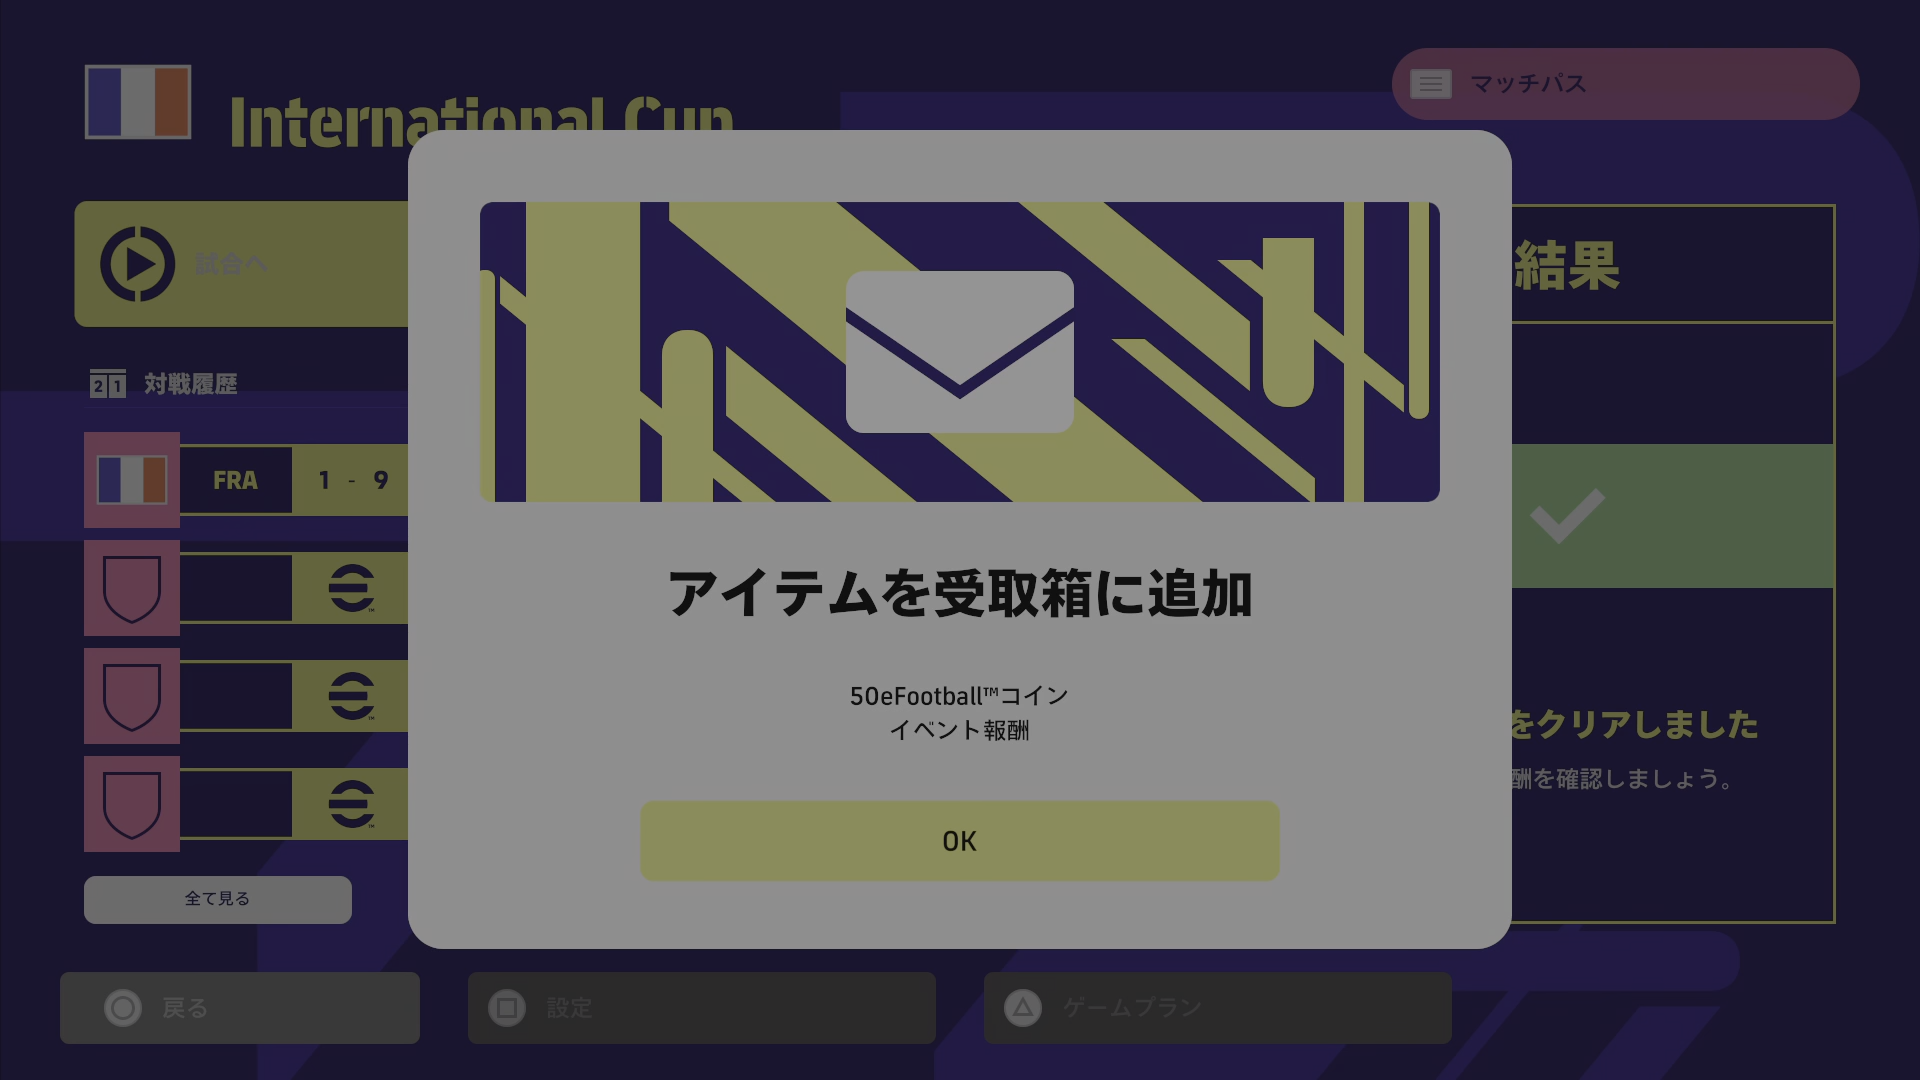 International Cup
マッチパス
試合へ
結果
21 対戦履歴
FRA 1 - 9
アイテムを受取箱に追加
50eFootball™コイン
イベント報酬
をクリアしました
酬を確認しましょう。
OK
全て見る
戻る
設定
ゲームプラン